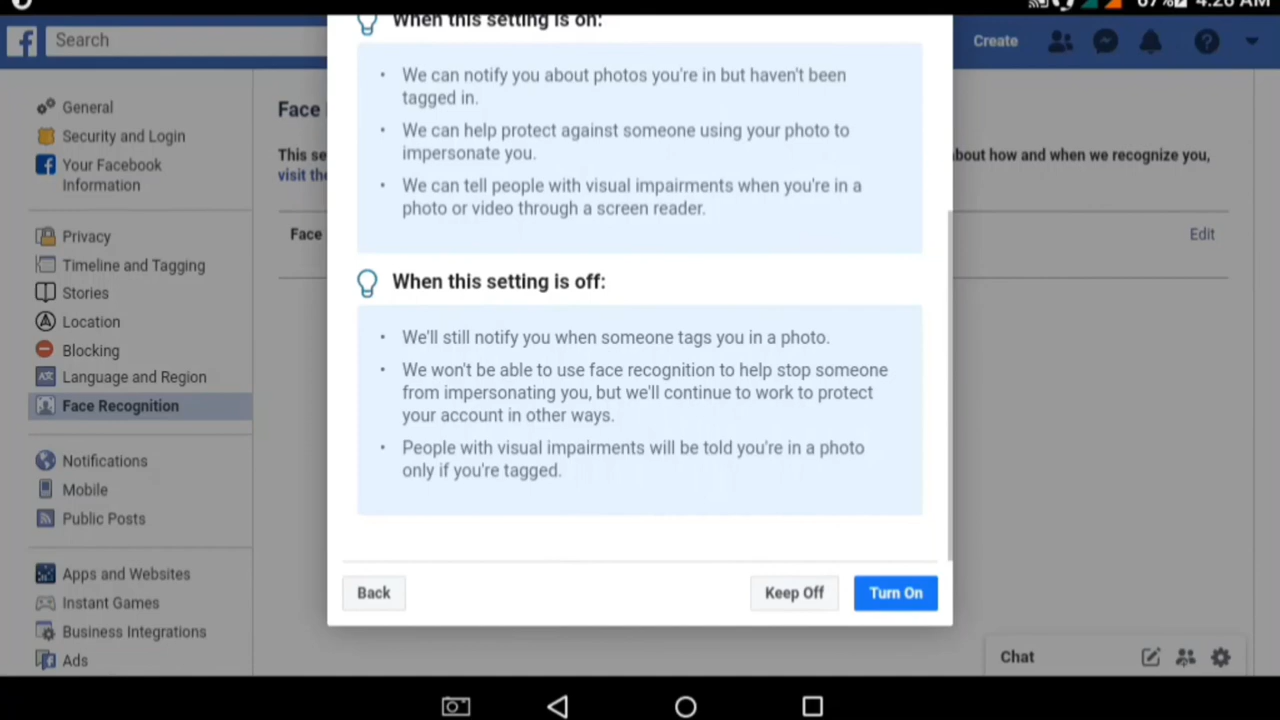 67% 4:26 AM
Search
Create
General
Security and Login
Your Facebook
Information
Privacy
Timeline and Tagging
Stories
Location
Blocking
Language and Region
Face Recognition
Notifications
Mobile
Public Posts
Apps and Websites
Instant Games
Business Integrations
Ads
Face
This se
visit the
about how and when we recognize you,
Face
Edit
When this setting is on:
• We can notify you about photos you're in but haven't been
tagged in.
• We can help protect against someone using your photo to
impersonate you.
• We can tell people with visual impairments when you're in a
photo or video through a screen reader.
When this setting is off:
• We'll still notify you when someone tags you in a photo.
• We won't be able to use face recognition to help stop someone
from impersonating you, but we'll continue to work to protect
your account in other ways.
• People with visual impairments will be told you're in a photo
only if you're tagged.
Back
Keep Off
Turn On
Chat